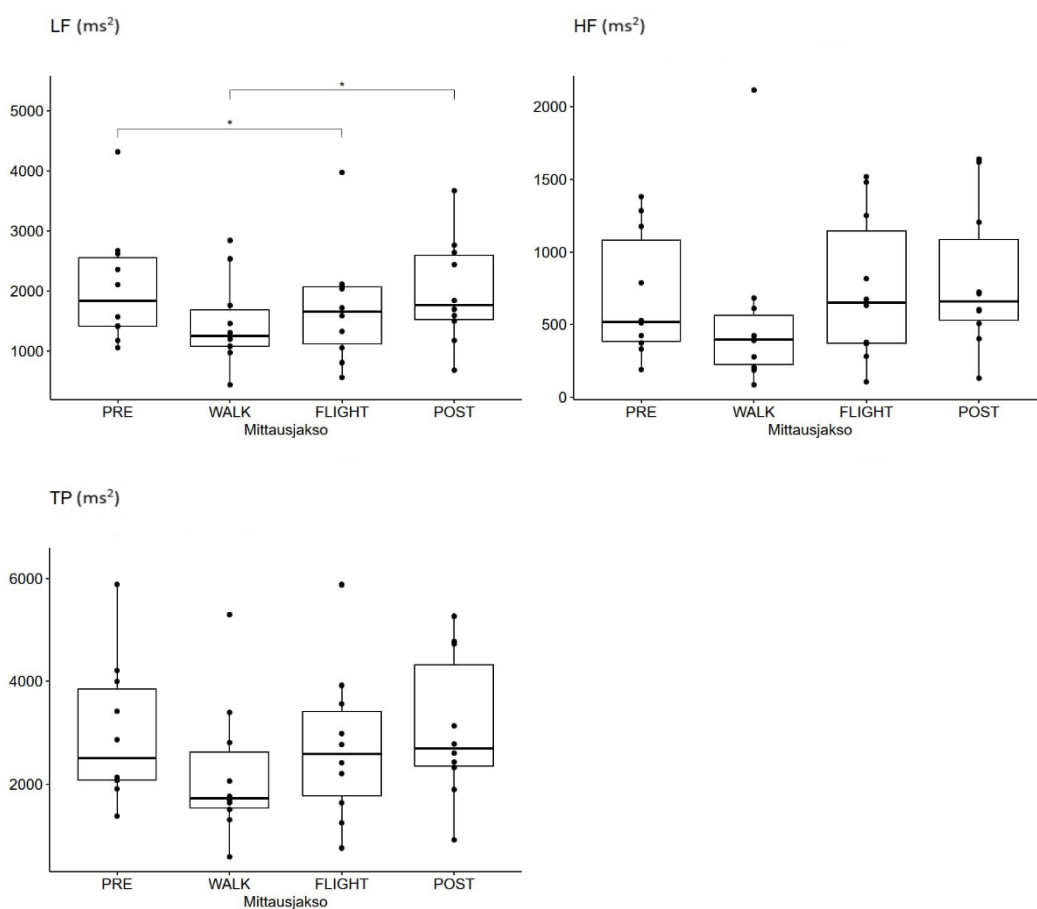 LF (ms²)
HF (ms²)
5000
4000
3000
2000
1000
*
*
PRE WALK FLIGHT POST
Mittausjakso
2000
1500
1000
500
0
PRE WALK FLIGHT POST
Mittausjakso
TP (ms²)
6000
4000
2000
PRE WALK FLIGHT POST
Mittausjakso